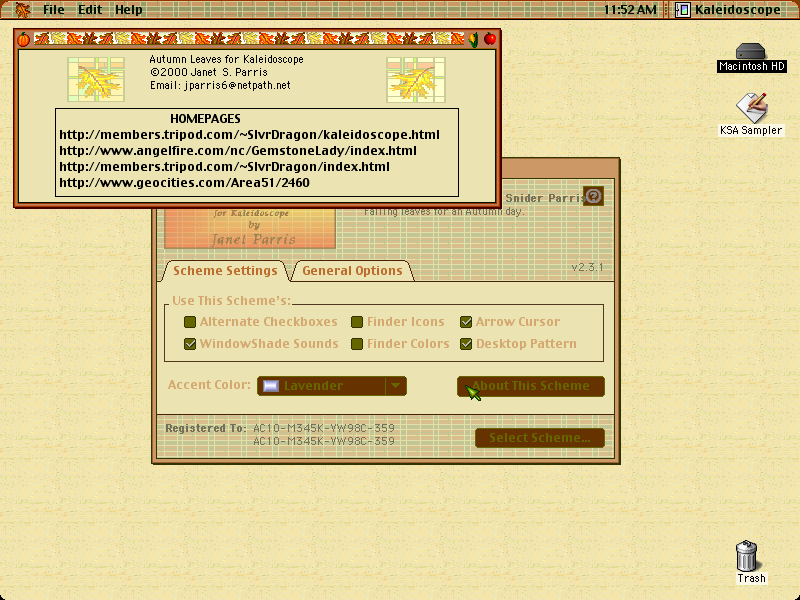 File Edit Help
11:52 AM
Kaleidoscope
Autumn Leaves for Kaleidoscope
©2000 Janet S. Parris
Email: jparris6@netpath.net
HOMEPAGES
http://members.tripod.com/~SlvrDragon/kaleidoscope.html
http://www.angelfire.com/nc/GemstoneLady/index.html
http://members.tripod.com/~SlvrDragon/index.html
http://www.geocities.com/Area51/2460
Macintosh HD
KSA Sampler
Snider Parris
Falling leaves for an Autumn day.
for Kaleidoscope
by
Janet Parris
v2.3.1
Scheme Settings
General Options
Use This Scheme's:
Alternate Checkboxes
Finder Icons
Arrow Cursor
WindowShade Sounds
Finder Colors
Desktop Pattern
Accent Color:
Lavender
About This Scheme
Registered To: AC10-M345K-VW98C-359
AC10-M345K-VW98C-359
Select Scheme...
Trash